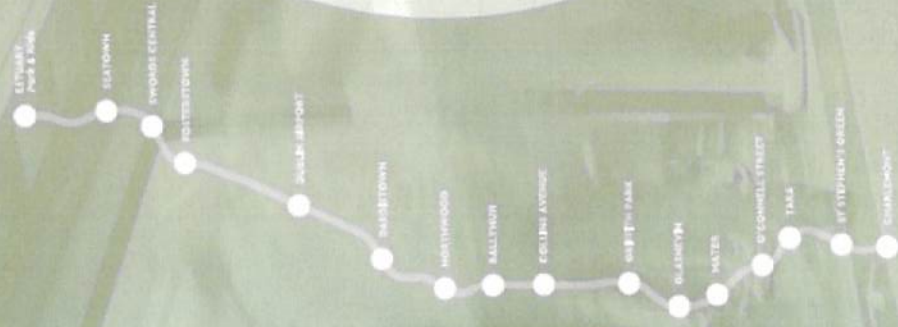 ESTUARY
Park & Ride
SEATOWN
SWORDS CENTRAL
FOSTERSTOWN
DUBLIN AIRPORT
DARDISTOWN
NORTHWOOD
BALLYMUN
COLLINS AVENUE
GRIFFITH PARK
GLASNEVIN
MATER
O'CONNELL STREET
TARA
ST STEPHEN'S GREEN
CHARLEMONT